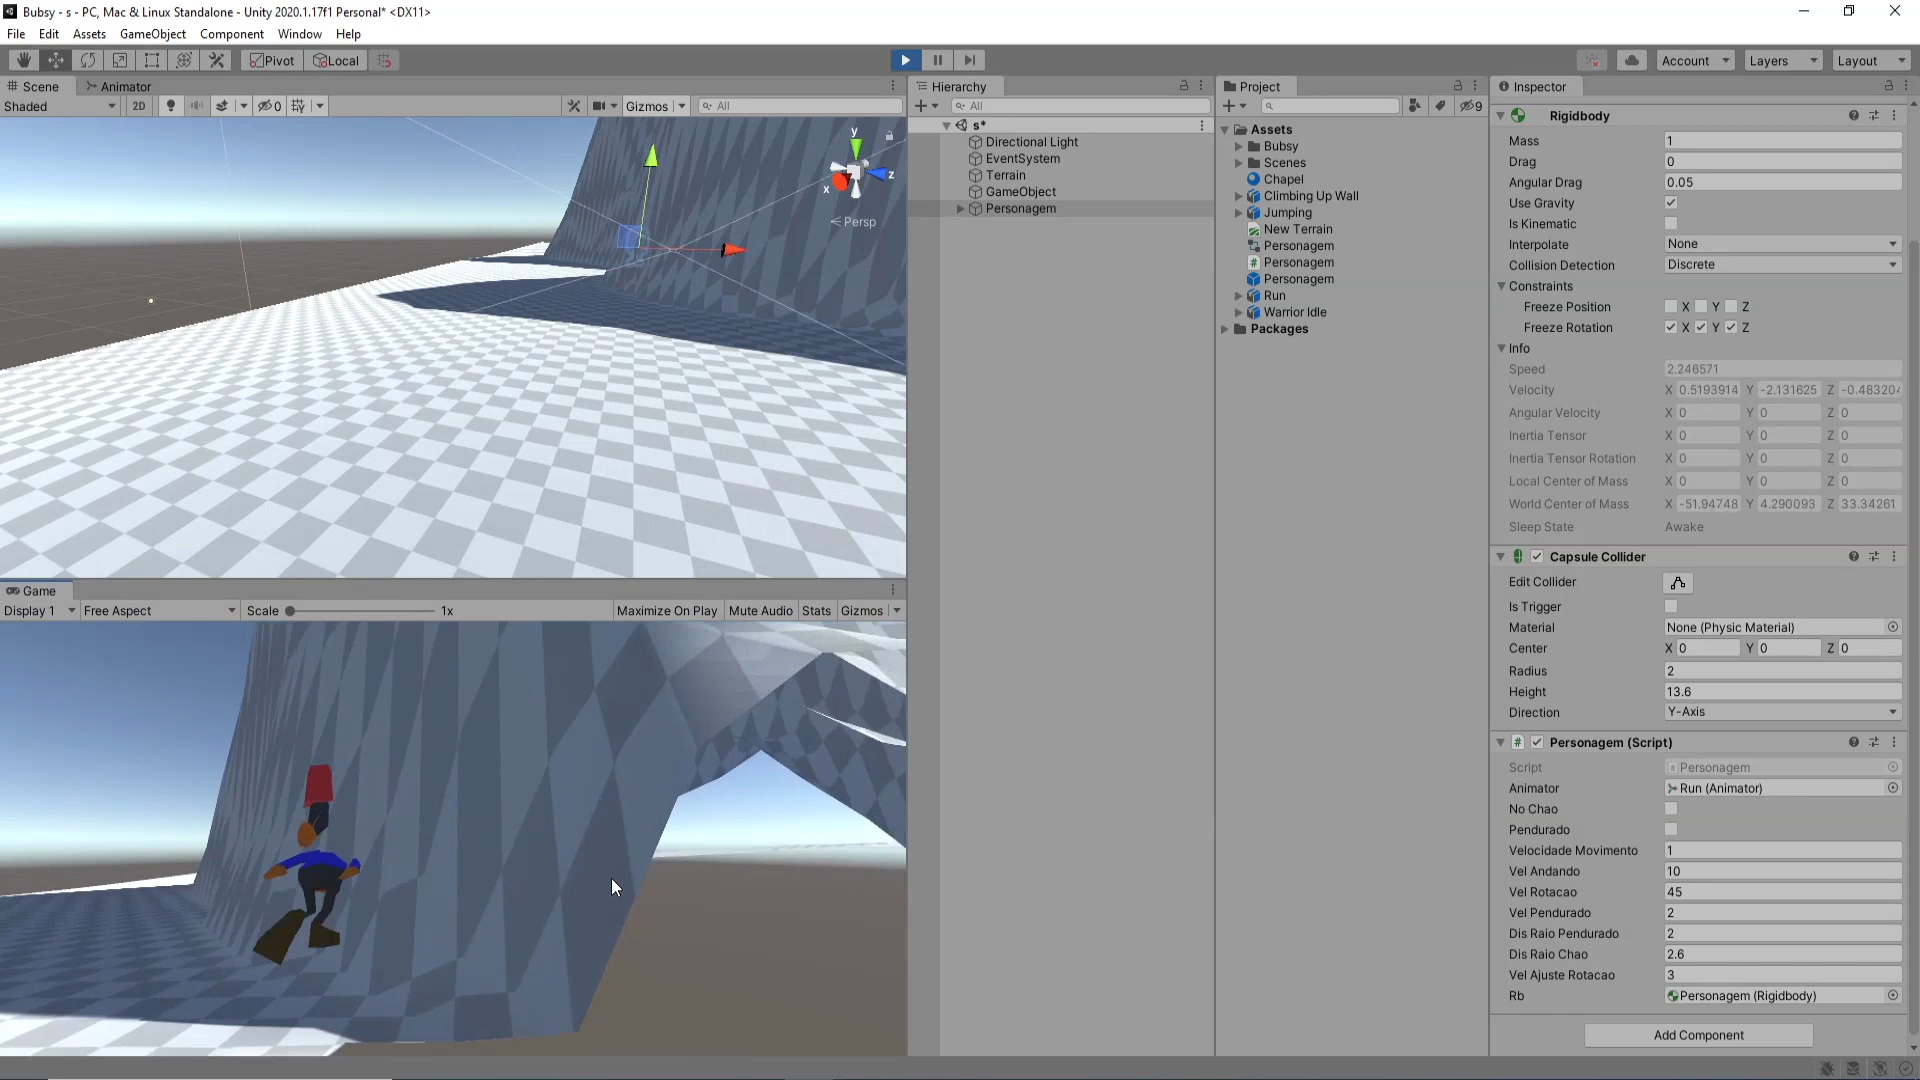 Bubsy - s - PC, Mac & Linux Standalone - Unity 2020.1.17f1 Personal* <DX11>
File Edit Assets GameObject Component Window Help
Pivot Local Account Layers Layout
Scene Animator
Shaded 2D 0 Gizmos All
y
x
z
Persp
Game
Display 1 Free Aspect Scale 1x Maximize On Play Mute Audio Stats Gizmos
Hierarchy
All
s*
Directional Light
EventSystem
Terrain
GameObject
Personagem
Project
9
Assets
Bubsy
Scenes
Chapel
Climbing Up Wall
Jumping
New Terrain
Personagem
Personagem
Personagem
Run
Warrior Idle
Packages
Inspector
Rigidbody
Mass 1
Drag 0
Angular Drag 0.05
Use Gravity
Is Kinematic
Interpolate None
Collision Detection Discrete
Constraints
Freeze Position X Y Z
Freeze Rotation X Y Z
Info
Speed 2.246571
Velocity X 0.5193914 Y -2.131625 Z -0.483204
Angular Velocity X 0 Y 0 Z 0
Inertia Tensor X 0 Y 0 Z 0
Inertia Tensor Rotation X 0 Y 0 Z 0
Local Center of Mass X 0 Y 0 Z 0
World Center of Mass X -51.94748 Y 4.290093 Z 33.34261
Sleep State Awake
Capsule Collider
Edit Collider
Is Trigger
Material None (Physic Material)
Center X 0 Y 0 Z 0
Radius 2
Height 13.6
Direction Y-Axis
# Personagem (Script)
Script Personagem
Animator Run (Animator)
No Chao
Pendurado
Velocidade Movimento 1
Vel Andando 10
Vel Rotacao 45
Vel Pendurado 2
Dis Raio Pendurado 2
Dis Raio Chao 2.6
Vel Ajuste Rotacao 3
Rb Personagem (Rigidbody)
Add Component